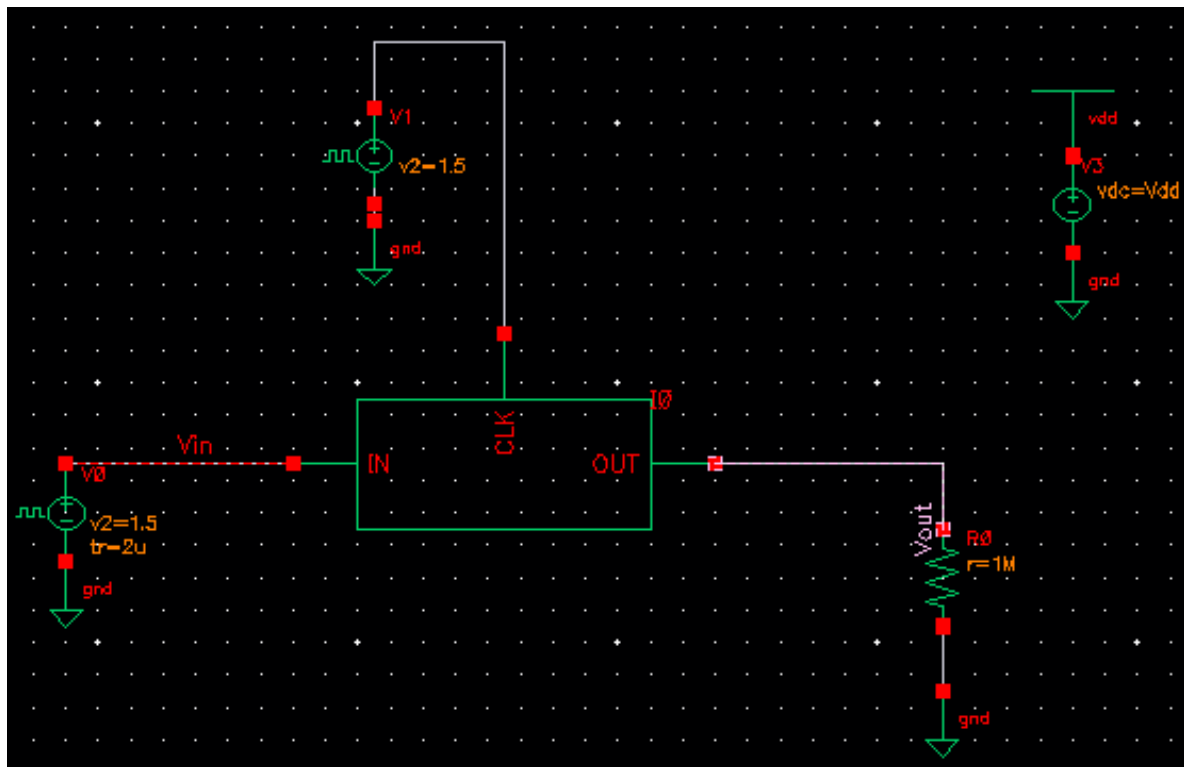 V1
v2=1.5
gnd
vdd
V3
vdc=Vdd
gnd
I0
CLK
IN
OUT
Vin
V0
v2=1.5
tr=2u
gnd
Vout
R0
r=1M
gnd